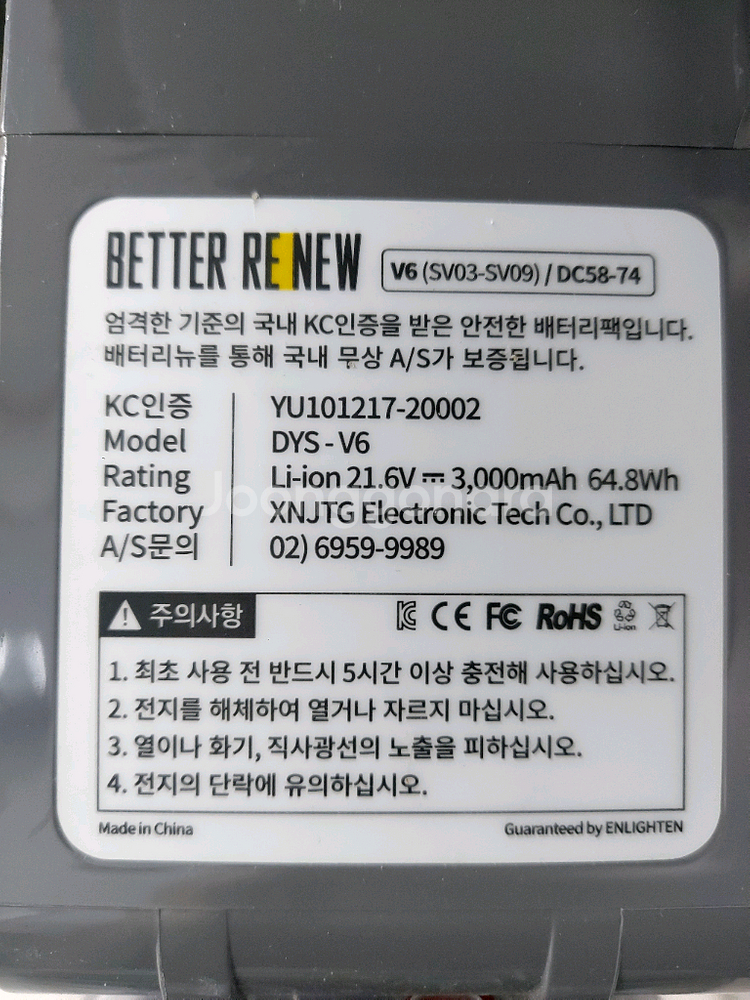 BETTER RENEW V6 (SV03-SV09) / DC58-74
엄격한 기준의 국내 KC인증을 받은 안전한 배터리팩입니다.
배터리뉴를 통해 국내 무상 A/S가 보증됩니다.
KC인증 YU101217-20002
Model DYS - V6
Rating Li-ion 21.6V ⎓ 3,000mAh 64.8Wh
Joonggonara
Factory XNJTG Electronic Tech Co., LTD
A/S문의 02) 6959-9989
주의사항 CE FC RoHS Li-ion
1. 최초 사용 전 반드시 5시간 이상 충전해 사용하십시오.
2. 전지를 해체하여 열거나 자르지 마십시오.
3. 열이나 화기, 직사광선의 노출을 피하십시오.
4. 전지의 단락에 유의하십시오.
Made in China Guaranteed by ENLIGHTEN